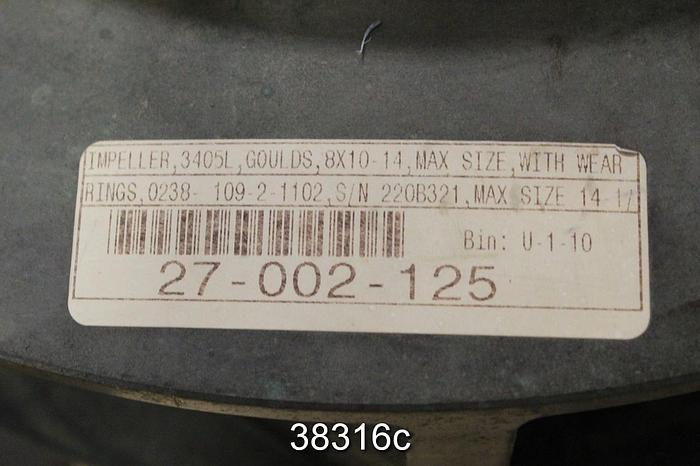 IMPELLER,3405L,GOULDS,8X10-14,MAX SIZE,WITH WEAR
RINGS,0238- 109-2-1102,S/N 220B321,MAX SIZE 14-1/
Bin: U-1-10
27-002-125
38316c